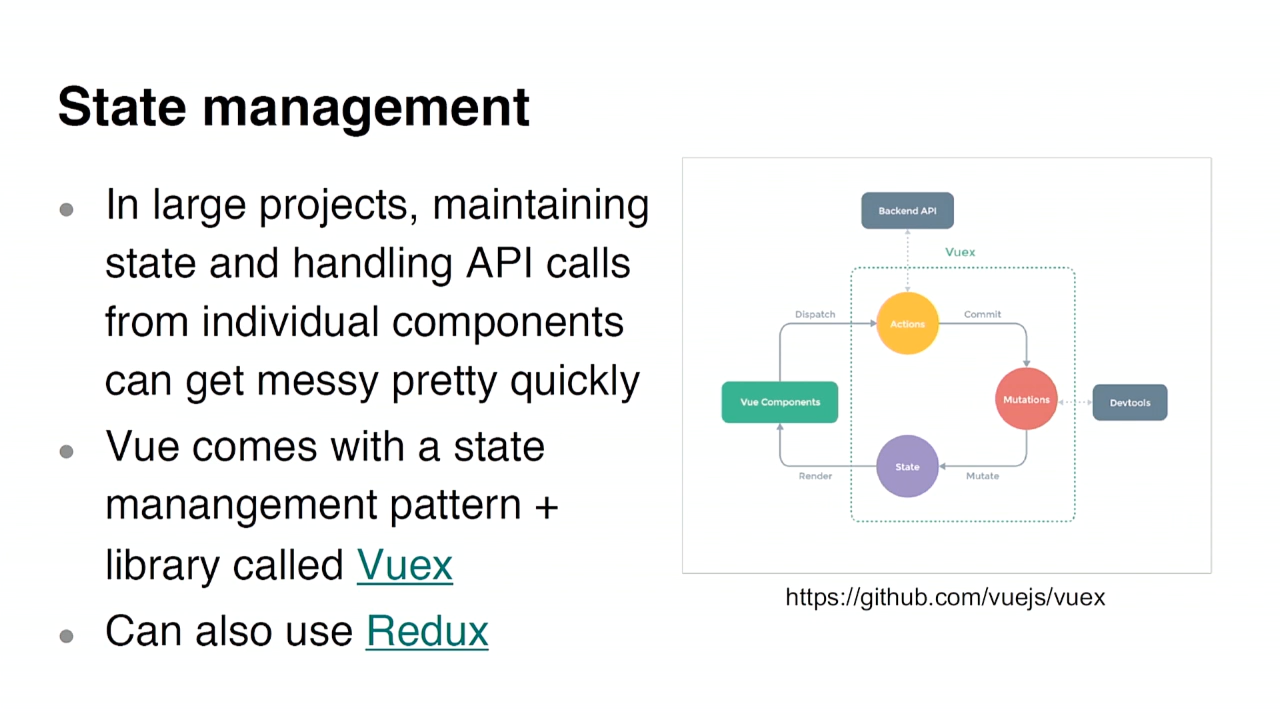 State management
In large projects, maintaining
state and handling API calls
from individual components
can get messy pretty quickly
Vue comes with a state
manangement pattern +
library called Vuex
Can also use Redux
Backend API
Vuex
Dispatch
Actions
Commit
Vue Components
Mutations
Devtools
State
Render
Mutate
https://github.com/vuejs/vuex